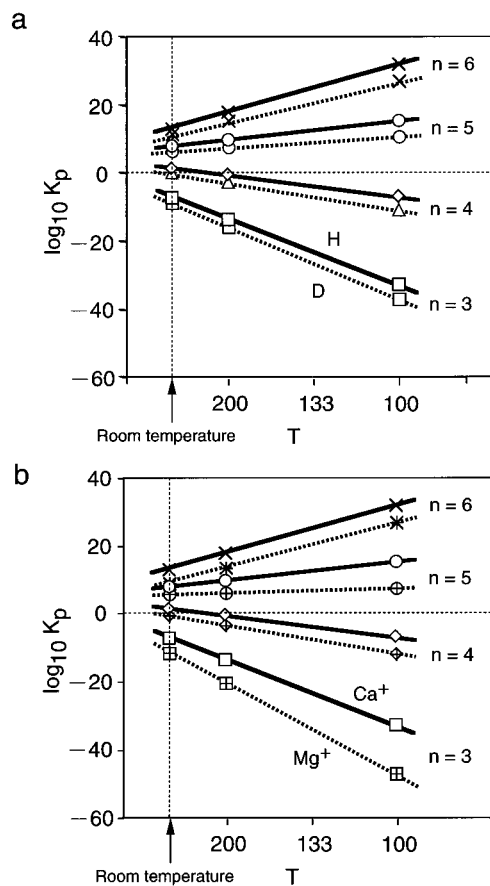 a
40
20
0
−20
−40
−60
log10 Kp
n = 6
n = 5
n = 4
n = 3
H
D
200
133
100
Room temperature
T
b
40
20
0
−20
−40
−60
log10 Kp
n = 6
n = 5
n = 4
n = 3
Ca+
Mg+
200
133
100
Room temperature
T